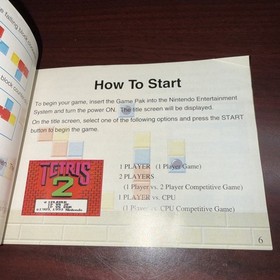 How To Start
To begin your game, insert the Game Pak into the Nintendo Entertainment
System and turn the power ON. The title screen will be displayed.
On the title screen, select one of the following options and press the START
button to begin the game.
TETRIS
2
1 PLAYER (1 Player Game)
2 PLAYERS
(1 Player vs. 2 Player Competitive Game)
1 PLAYER vs. CPU
(1 Player vs. CPU Competitive Game)
6
falling
block